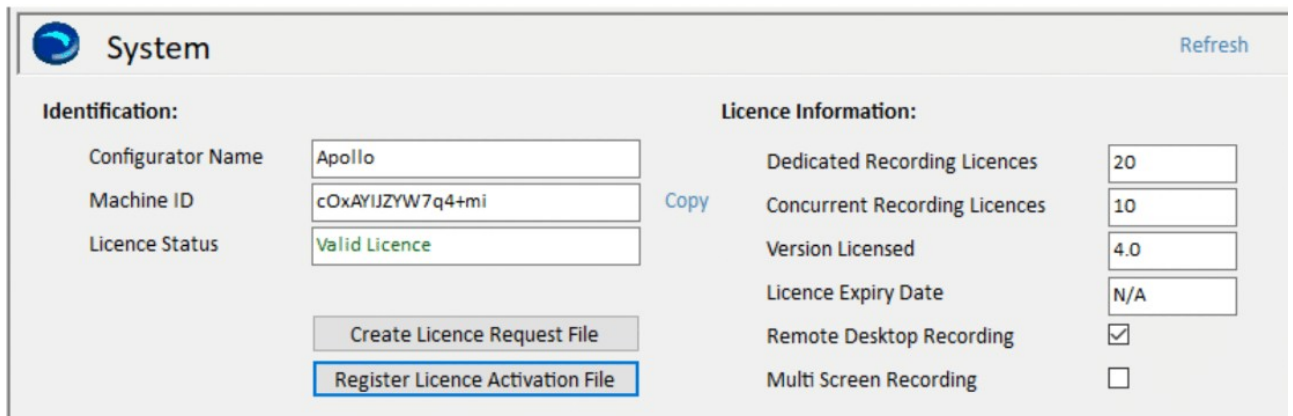 System
Refresh
Identification:
Configurator Name
Apollo
Machine ID
cOxAYIJZYW7q4+mi
Copy
Licence Status
Valid Licence
Create Licence Request File
Register Licence Activation File
Licence Information:
Dedicated Recording Licences
20
Concurrent Recording Licences
10
Version Licensed
4.0
Licence Expiry Date
N/A
Remote Desktop Recording
Multi Screen Recording